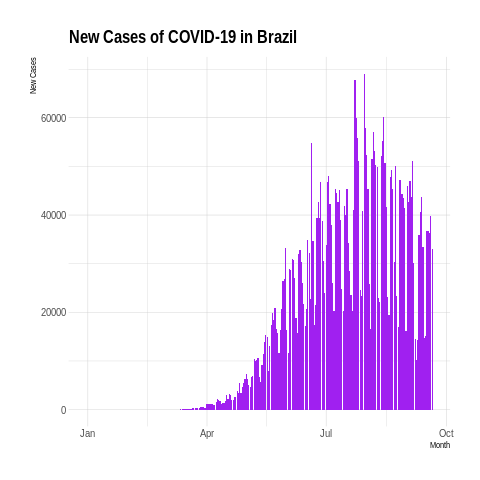 New Cases of COVID-19 in Brazil
New Cases
60000
40000
20000
0
Jan Apr Jul Oct
Month